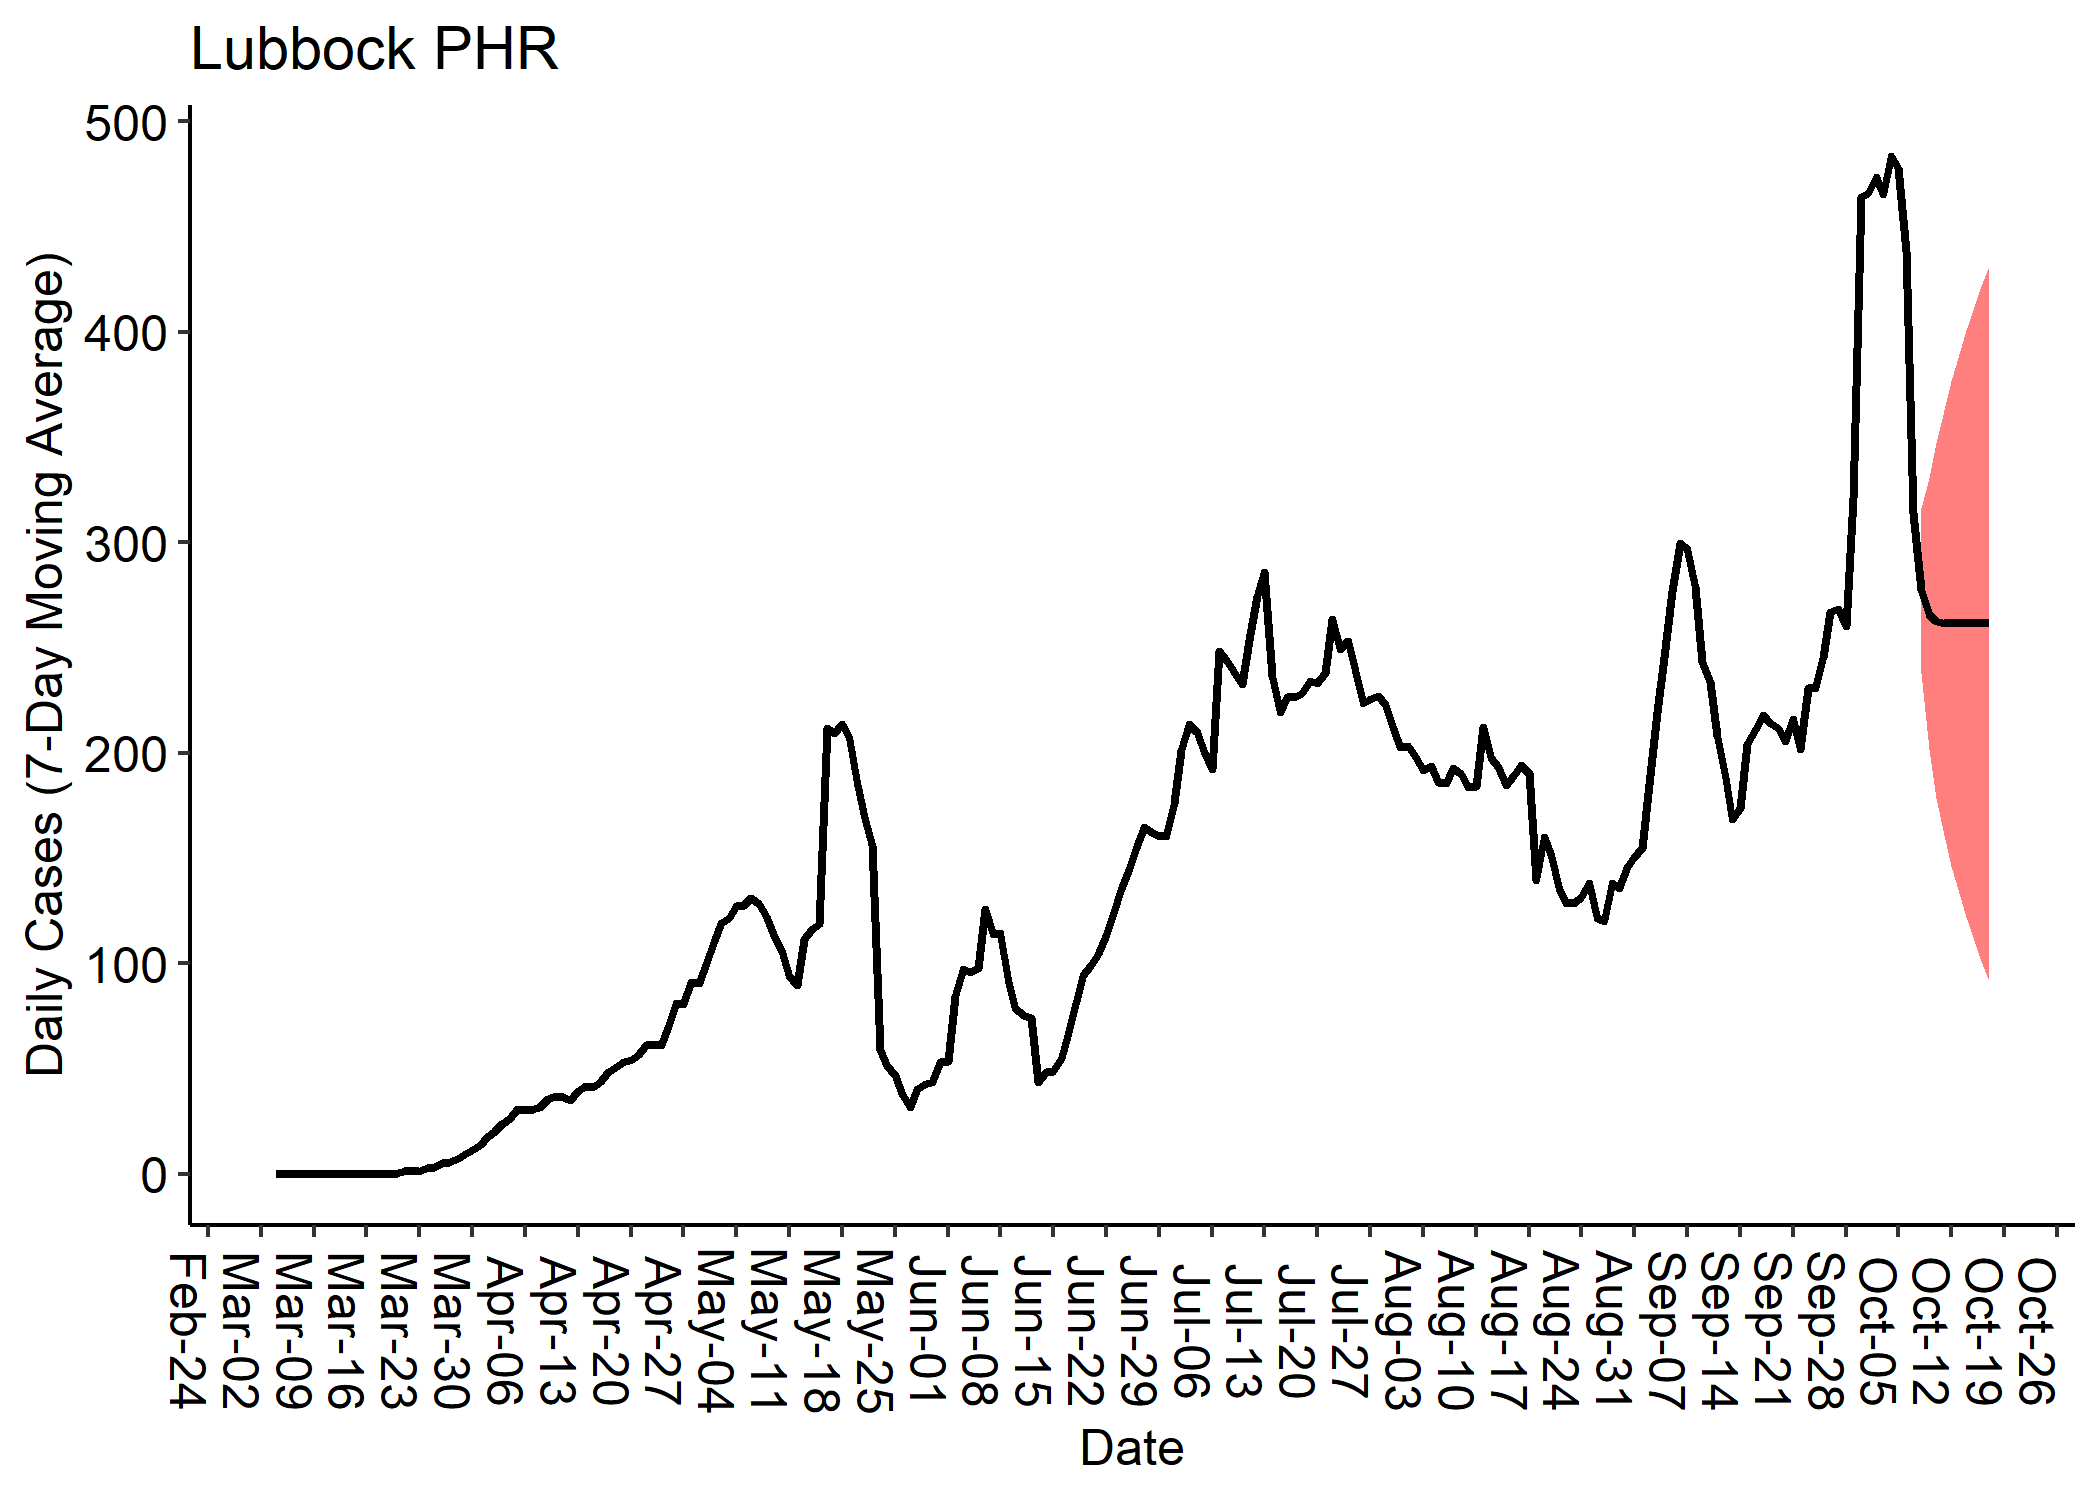 Lubbock PHR
Daily Cases (7-Day Moving Average)
500
400
300
200
100
0
Feb-24
Mar-02
Mar-09
Mar-16
Mar-23
Mar-30
Apr-06
Apr-13
Apr-20
Apr-27
May-04
May-11
May-18
May-25
Jun-01
Jun-08
Jun-15
Jun-22
Jun-29
Jul-06
Jul-13
Jul-20
Jul-27
Aug-03
Aug-10
Aug-17
Aug-24
Aug-31
Sep-07
Sep-14
Sep-21
Sep-28
Oct-05
Oct-12
Oct-19
Oct-26
Date